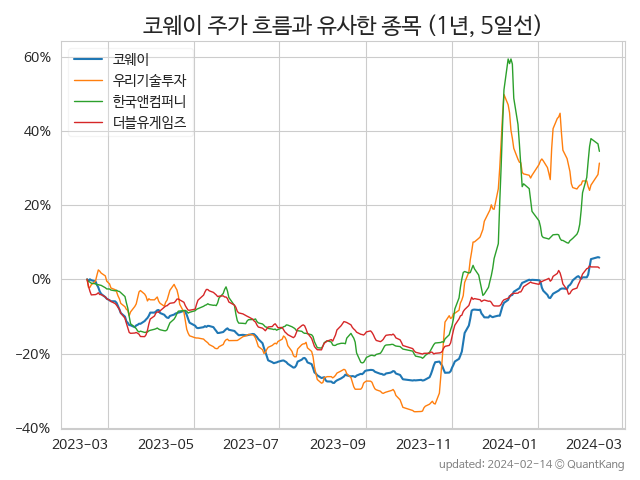 코웨이 주가 흐름과 유사한 종목 (1년, 5일선)
코웨이
우리기술투자
한국앤컴퍼니
더블유게임즈
60%
40%
20%
0%
−20%
−40%
2023-03 2023-05 2023-07 2023-09 2023-11 2024-01 2024-03
updated: 2024-02-14 © QuantKang